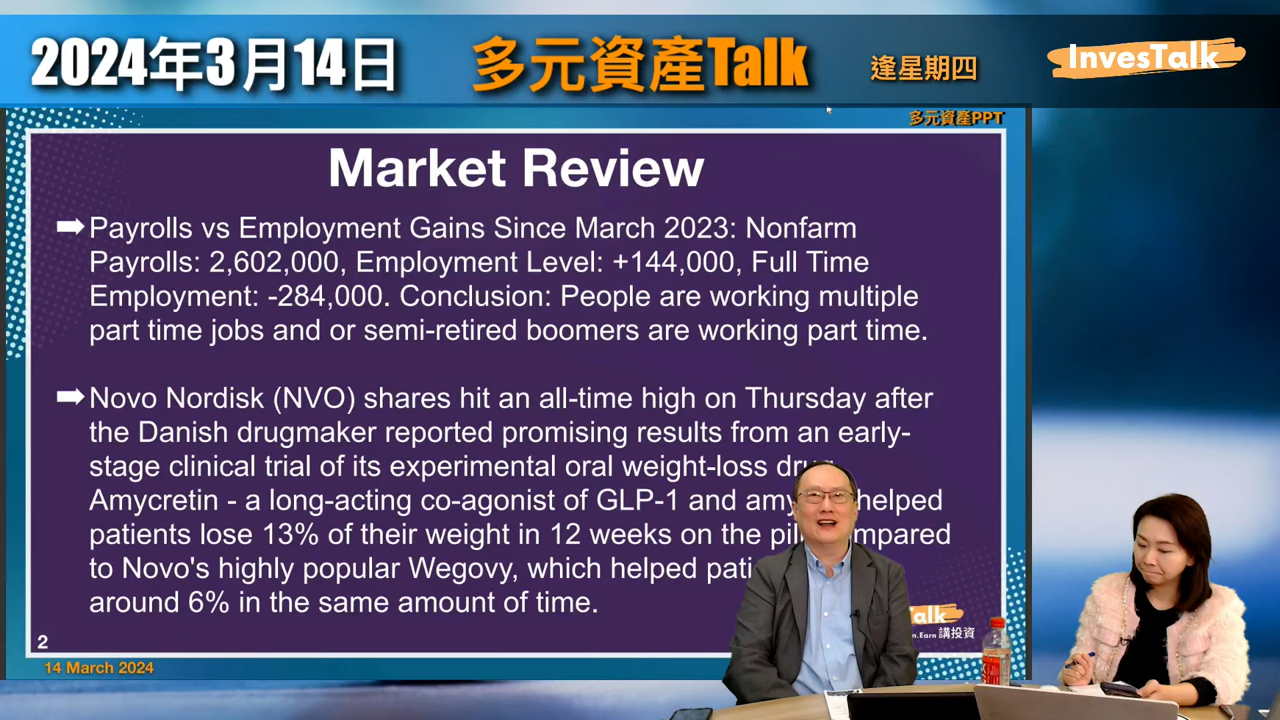 2024年3月14日
多元資產Talk
逢星期四
InvesTalk
多元資產PPT
Market Review
Payrolls vs Employment Gains Since March 2023: Nonfarm
Payrolls: 2,602,000, Employment Level: +144,000, Full Time
Employment: -284,000. Conclusion: People are working multiple
part time jobs and or semi-retired boomers are working part time.
Novo Nordisk (NVO) shares hit an all-time high on Thursday after
the Danish drugmaker reported promising results from an early-
stage clinical trial of its experimental oral weight-loss
Amycretin - a long-acting co-agonist of GLP-1 and helped
patients lose 13% of their weight in 12 weeks on the
to Novo's highly popular Wegovy, which helped
around 6% in the same amount of time.
講投資
2
14 March 2024